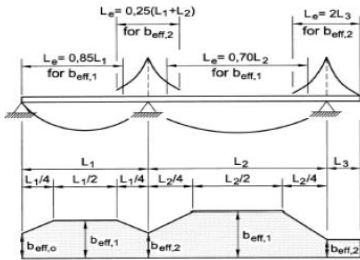 Lₑ= 0,25(L₁+L₂)
for b_eff,2
Lₑ= 2L₃
for b_eff,2
Lₑ= 0,85L₁
for b_eff,1
Lₑ= 0,70L₂
for b_eff,1
L₁ L₂ L₃
L₁/4 L₁/2 L₁/4 L₂/4 L₂/2 L₂/4
b_eff,o b_eff,1 b_eff,2 b_eff,1 b_eff,2